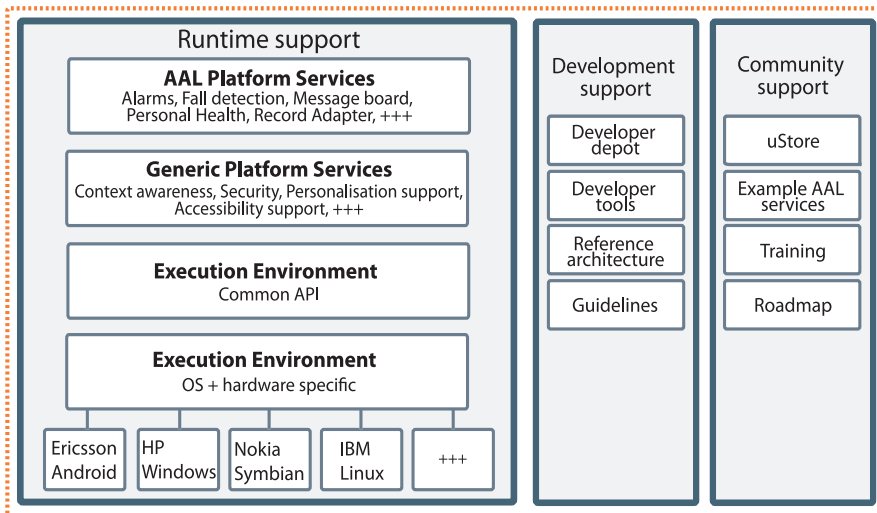 Runtime support
AAL Platform Services
Alarms, Fall detection, Message board,
Personal Health, Record Adapter, +++
Generic Platform Services
Context awareness, Security, Personalisation support,
Accessibility support, +++
Execution Environment
Common API
Execution Environment
OS + hardware specific
Ericsson
Android
HP
Windows
Nokia
Symbian
IBM
Linux
+++
Development
support
Developer
depot
Developer
tools
Reference
architecture
Guidelines
Community
support
uStore
Example AAL
services
Training
Roadmap